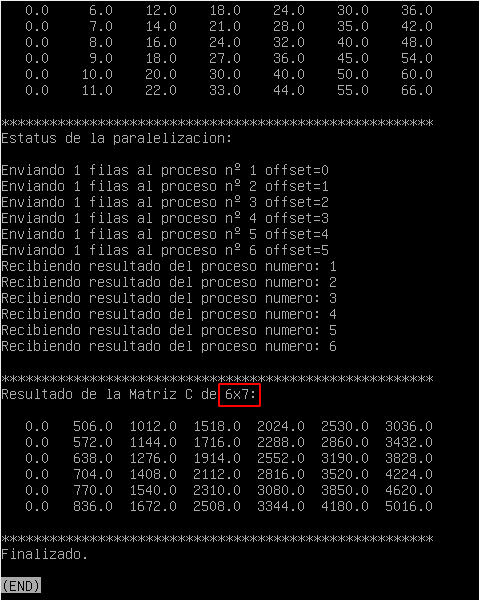 0.0 6.0 12.0 18.0 24.0 30.0 36.0
0.0 7.0 14.0 21.0 28.0 35.0 42.0
0.0 8.0 16.0 24.0 32.0 40.0 48.0
0.0 9.0 18.0 27.0 36.0 45.0 54.0
0.0 10.0 20.0 30.0 40.0 50.0 60.0
0.0 11.0 22.0 33.0 44.0 55.0 66.0
******************************************************
Estatus de la paralelizacion:
Enviando 1 filas al proceso nº 1 offset=0
Enviando 1 filas al proceso nº 2 offset=1
Enviando 1 filas al proceso nº 3 offset=2
Enviando 1 filas al proceso nº 4 offset=3
Enviando 1 filas al proceso nº 5 offset=4
Enviando 1 filas al proceso nº 6 offset=5
Recibiendo resultado del proceso numero: 1
Recibiendo resultado del proceso numero: 2
Recibiendo resultado del proceso numero: 3
Recibiendo resultado del proceso numero: 4
Recibiendo resultado del proceso numero: 5
Recibiendo resultado del proceso numero: 6
******************************************************
Resultado de la Matriz C de 6x7:
0.0 506.0 1012.0 1518.0 2024.0 2530.0 3036.0
0.0 572.0 1144.0 1716.0 2288.0 2860.0 3432.0
0.0 638.0 1276.0 1914.0 2552.0 3190.0 3828.0
0.0 704.0 1408.0 2112.0 2816.0 3520.0 4224.0
0.0 770.0 1540.0 2310.0 3080.0 3850.0 4620.0
0.0 836.0 1672.0 2508.0 3344.0 4180.0 5016.0
******************************************************
Finalizado.
(END)